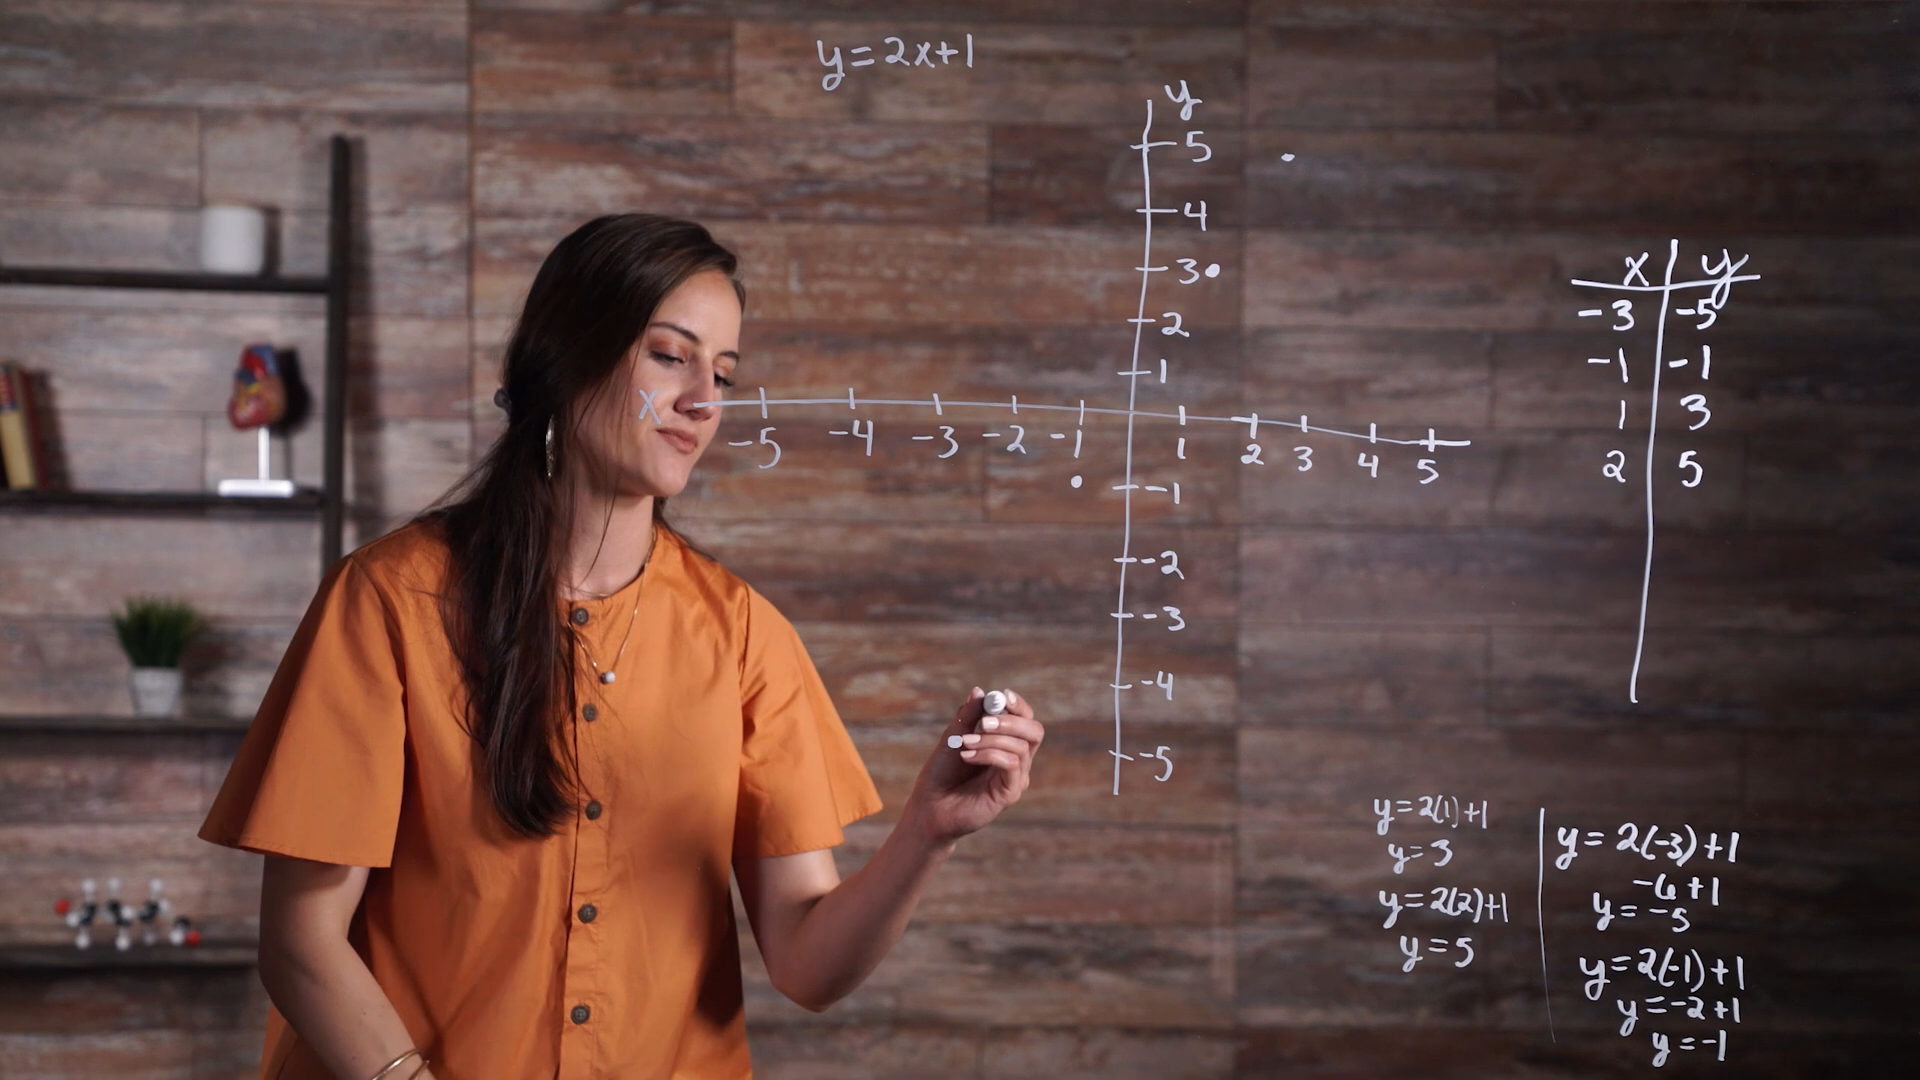 y=2x+1
y
5
4
3
2
1
x
-5 -4 -3 -2 -1 1 2 3 4 5
-1
-2
-3
-4
-5
x y
-3 -5
-1 -1
1 3
2 5
y=2(1)+1
y=3
y=2(2)+1
y=5
y=2(-3)+1
-6+1
y=-5
y=2(-1)+1
y=-2+1
y=-1